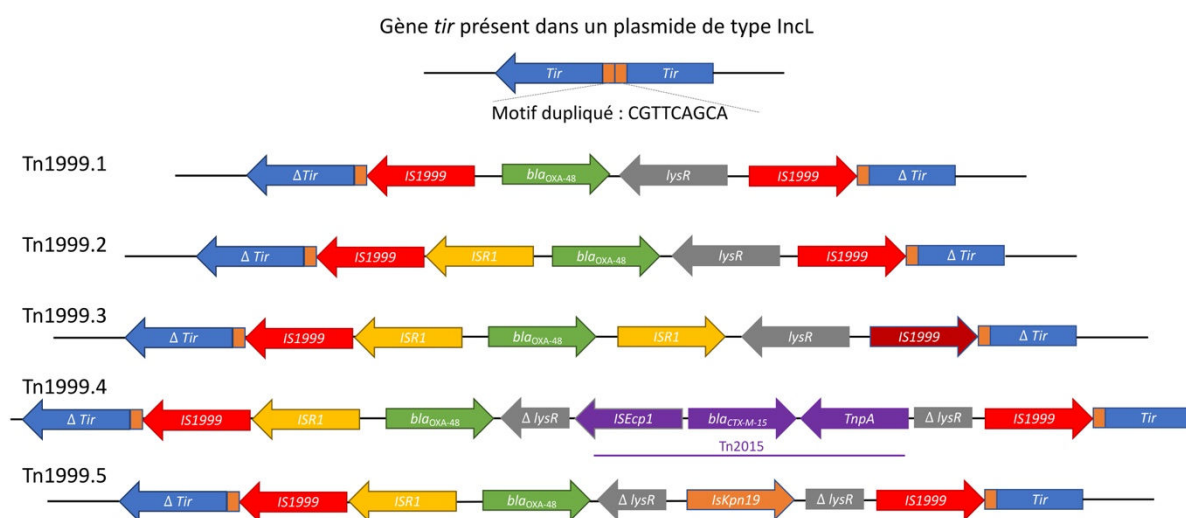 Gène tir présent dans un plasmide de type IncL
Tir Tir
Motif dupliqué : CGTTCAGCA
Tn1999.1
ΔTir IS1999 blaOXA-48 lysR IS1999 Δ Tir
Tn1999.2
Δ Tir IS1999 ISR1 blaOXA-48 lysR IS1999 Δ Tir
Tn1999.3
Δ Tir IS1999 ISR1 blaOXA-48 ISR1 lysR IS1999 Δ Tir
Tn1999.4
Δ Tir IS1999 ISR1 blaOXA-48 Δ lysR ISEcp1 blaCTX-M-15 TnpA Δ lysR IS1999 Tir
Tn2015
Tn1999.5
Δ Tir IS1999 ISR1 blaOXA-48 Δ lysR IsKpn19 Δ lysR IS1999 Tir